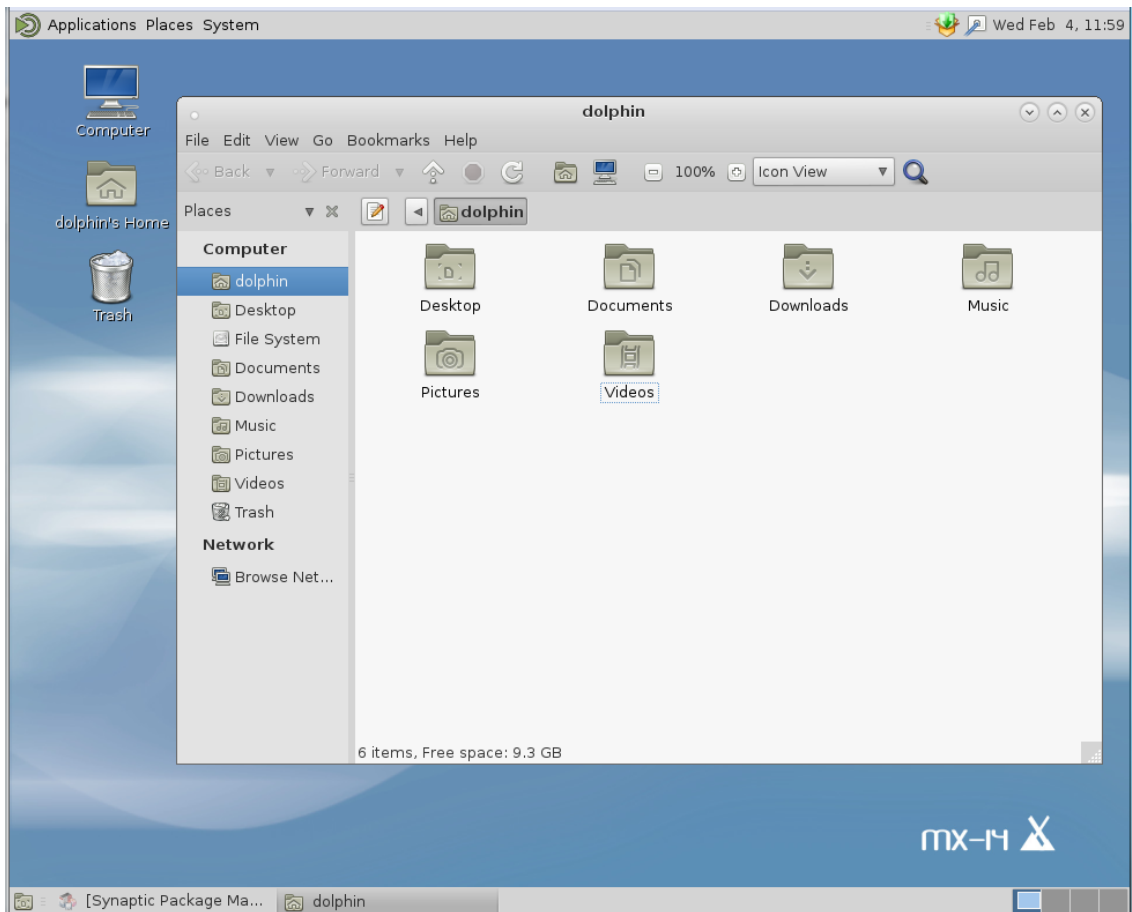 Applications Places System
Wed Feb 4, 11:59
Computer
dolphin's Home
Trash
dolphin
File Edit View Go Bookmarks Help
Back Forward 100% Icon View
Places dolphin
Computer
dolphin
Desktop
File System
Documents
Downloads
Music
Pictures
Videos
Trash
Network
Browse Net...
Desktop Documents Downloads Music
Pictures Videos
6 items, Free space: 9.3 GB
mx-14
[Synaptic Package Ma... dolphin